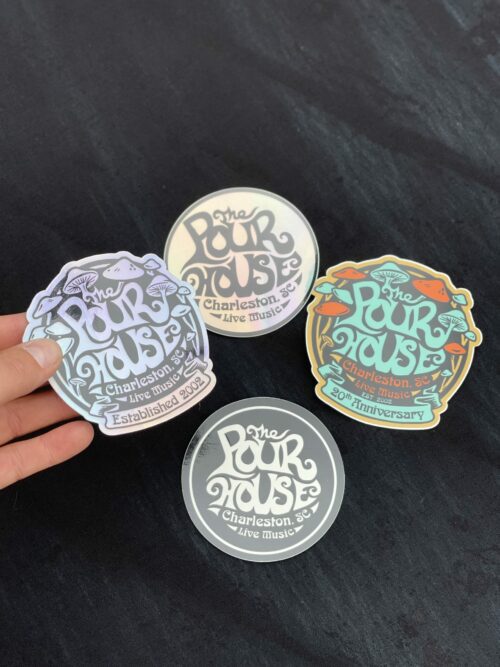 The
POUR
HOUSE
Charleston, SC
Live Music
The
POUR
HOUSE
Charleston, SC
Live Music
Established 2002
The
POUR
HOUSE
Charleston, SC
Live Music
EST. 2002
20th Anniversary
The
POUR
HOUSE
Charleston, SC
Live Music